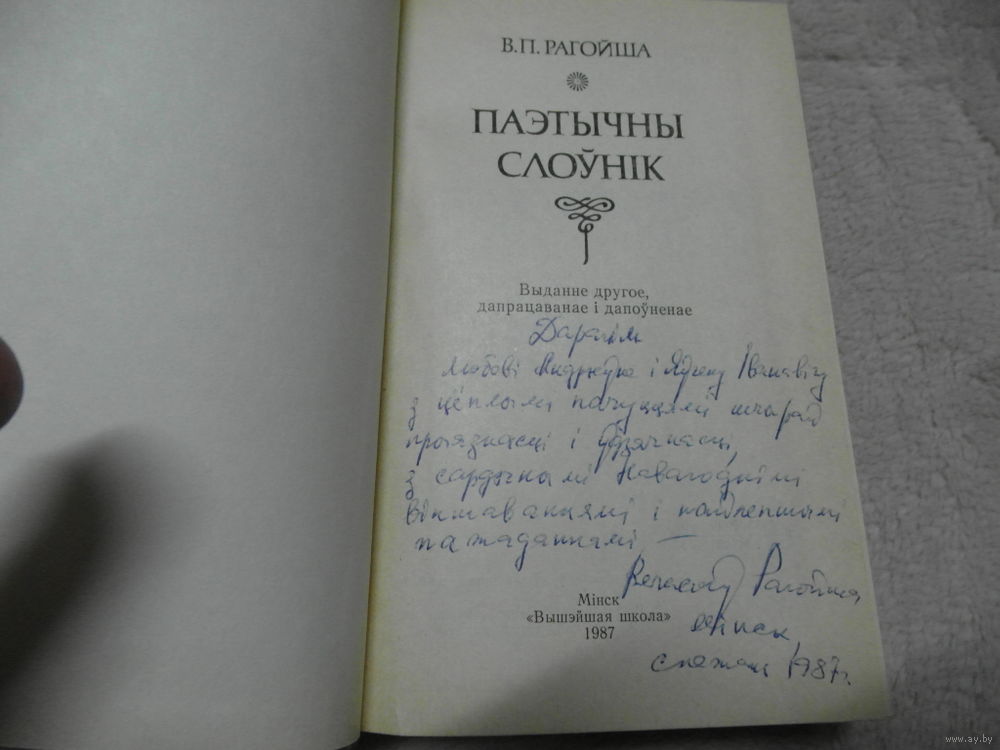 В.П. РАГОЙША
ПАЭТЫЧНЫ
СЛОЎНІК
Выданне другое,
дапрацаванае і дапоўненае
Дарагім
Любові Андрэеўне і Яўгену Іванавічу
з цёплымі пачуццямі шчырай
прыязнасці і ўдзячнасці,
з сардэчнымі навагоднімі
віншаваннямі і найлепшымі
пажаданнямі —
Вячаслаў Рагойша
Мінск
«Вышэйшая школа»
1987
Мінск,
снежань 1987 г.
www.ay.by